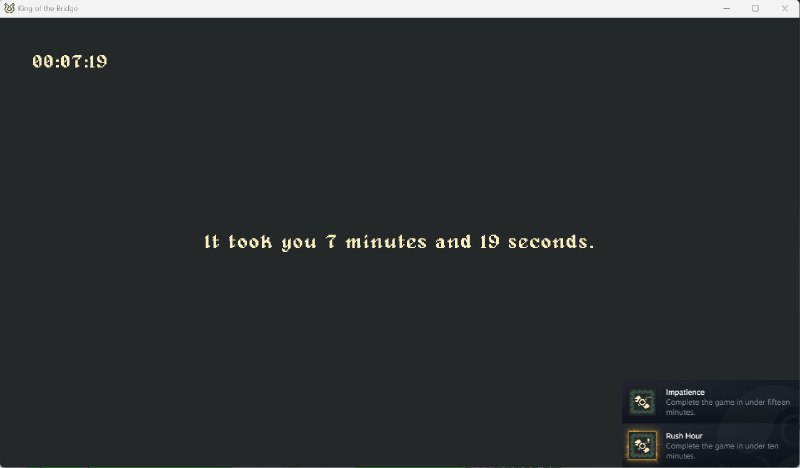 King of the Bridge
00:07:19
It took you 7 minutes and 19 seconds.
Impatience
Complete the game in under fifteen
minutes.
Rush Hour
Complete the game in under ten
minutes.